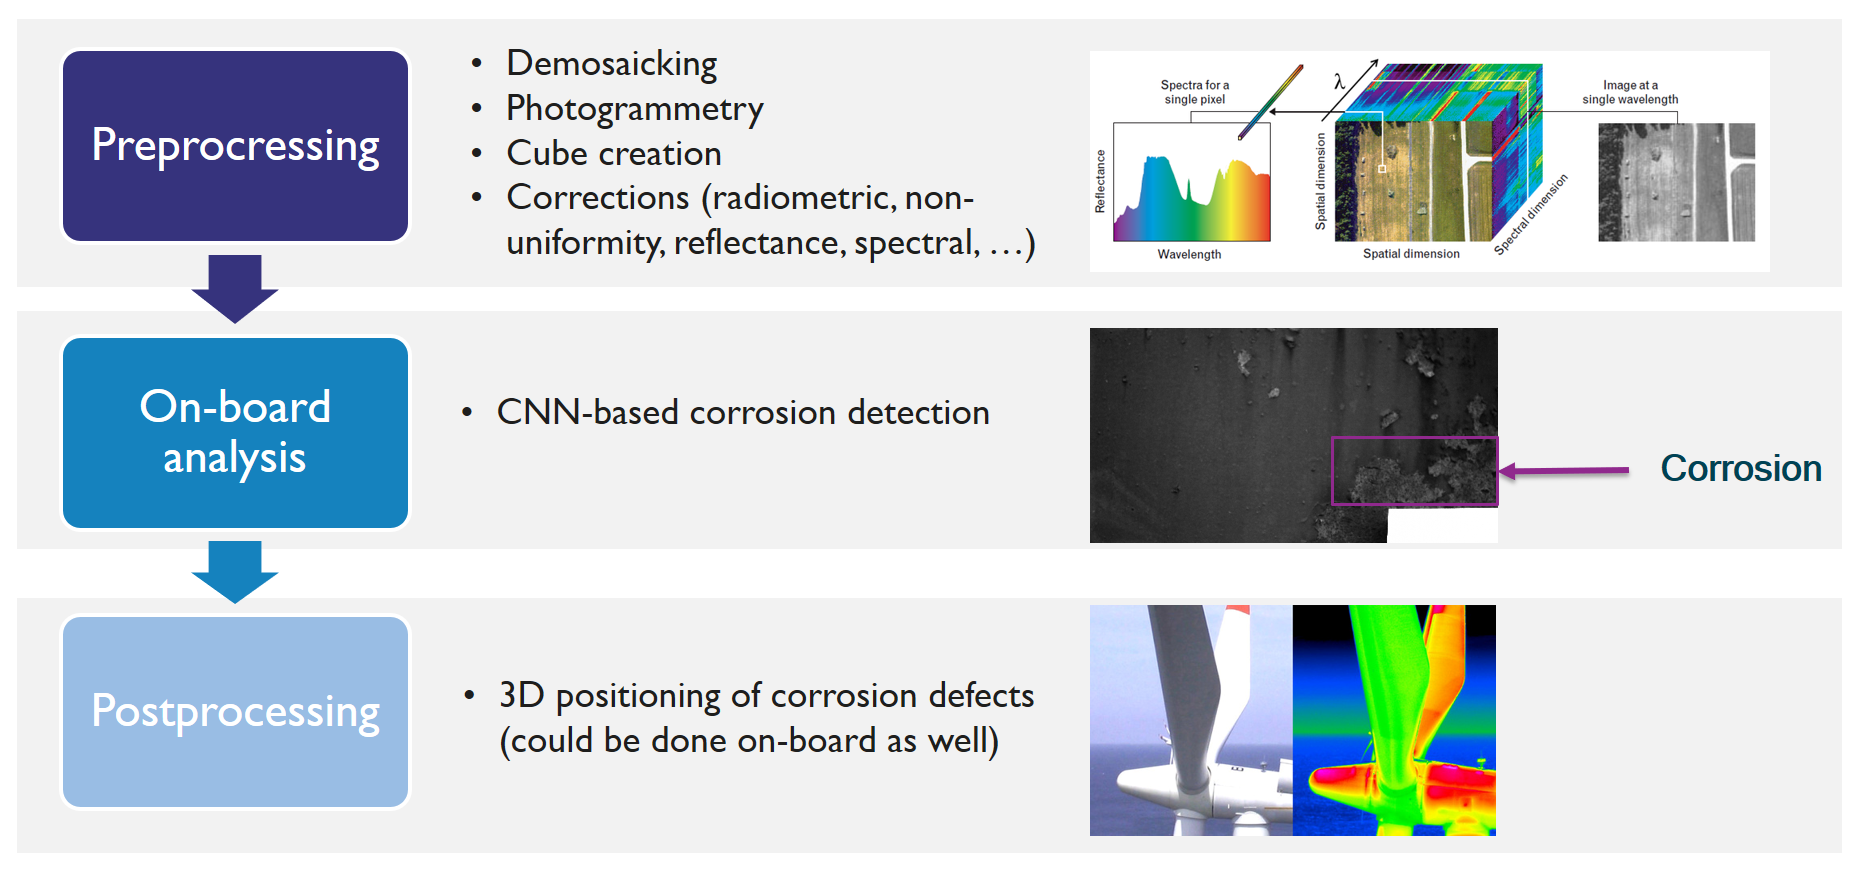 Preprocressing
• Demosaicking
• Photogrammetry
• Cube creation
• Corrections (radiometric, non-
uniformity, reflectance, spectral, …)
Spectra for a
single pixel
λ
Image at a
single wavelength
Reflectance
Wavelength
Spatial dimension
Spatial dimension
Spectral dimension
On-board
analysis
• CNN-based corrosion detection
Corrosion
Postprocessing
• 3D positioning of corrosion defects
(could be done on-board as well)